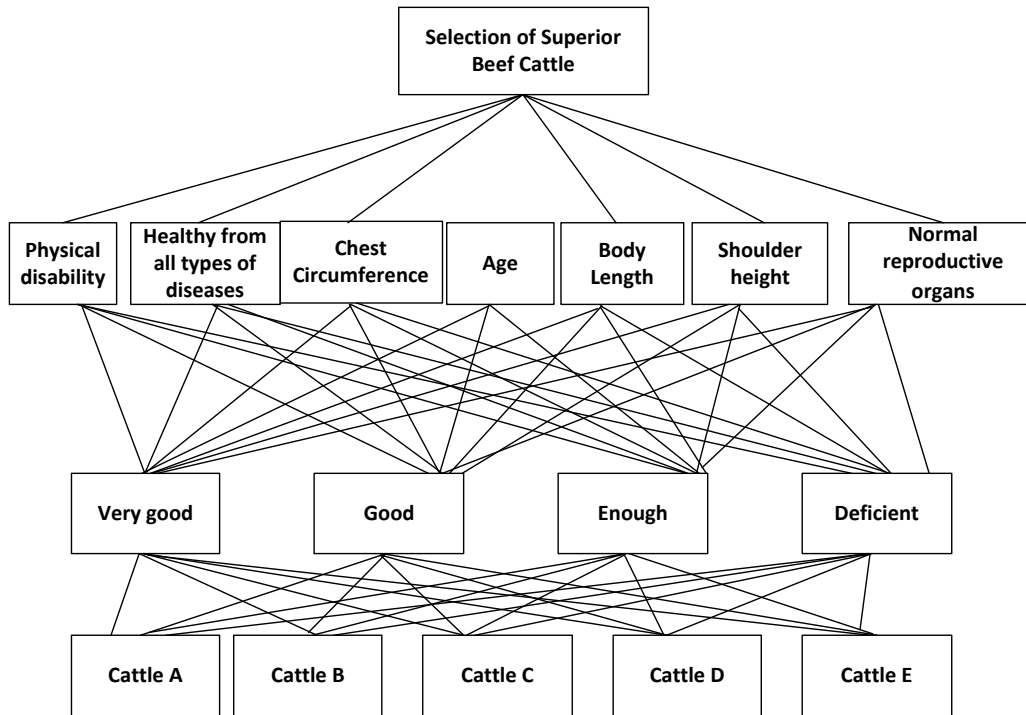 Selection of Superior
Beef Cattle
Physical
disability
Healthy from
all types of
diseases
Chest
Circumference
Age
Body
Length
Shoulder
height
Normal
reproductive
organs
Very good
Good
Enough
Deficient
Cattle A
Cattle B
Cattle C
Cattle D
Cattle E